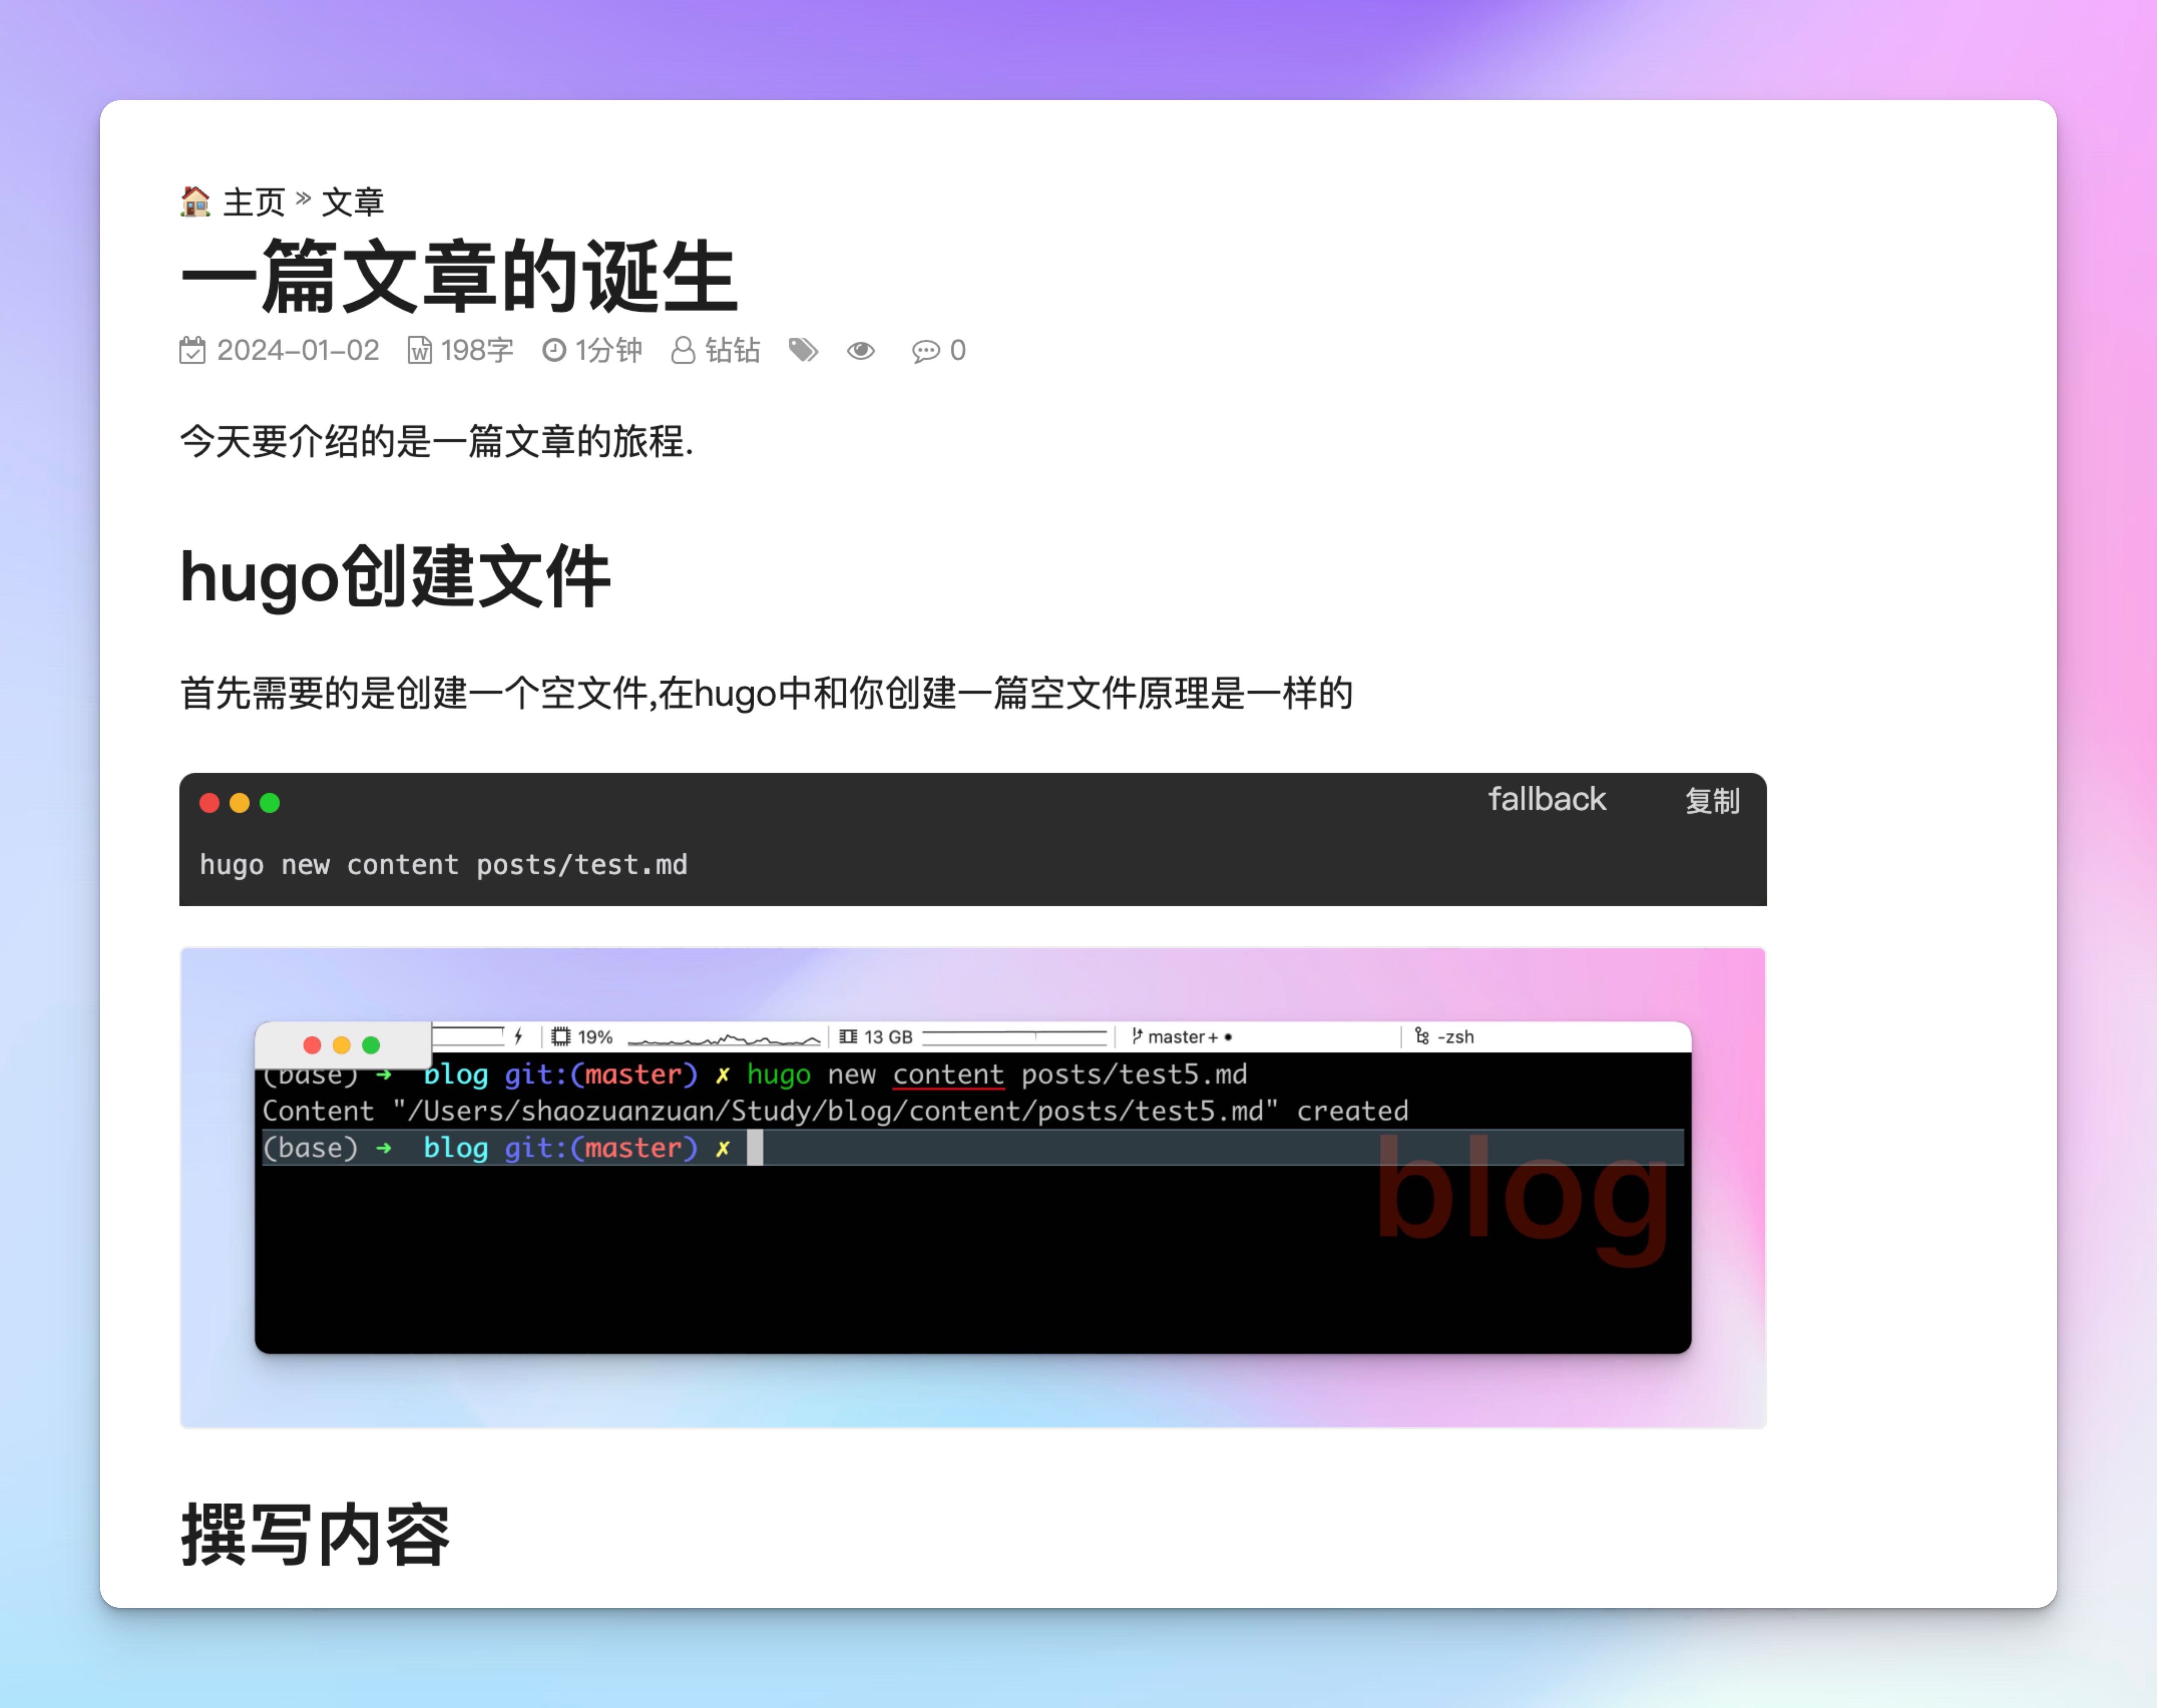 🏠 主页 » 文章
一篇文章的诞生
2024-01-02 198字 1分钟 钻钻 0
今天要介绍的是一篇文章的旅程.
hugo创建文件
首先需要的是创建一个空文件,在hugo中和你创建一篇空文件原理是一样的
fallback 复制
hugo new content posts/test.md
19% 13 GB master+ ● -zsh
(base) ➜ blog git:(master) ✗ hugo new content posts/test5.md
Content "/Users/shaozuanzuan/Study/blog/content/posts/test5.md" created
(base) ➜ blog git:(master) ✗
blog
撰写内容